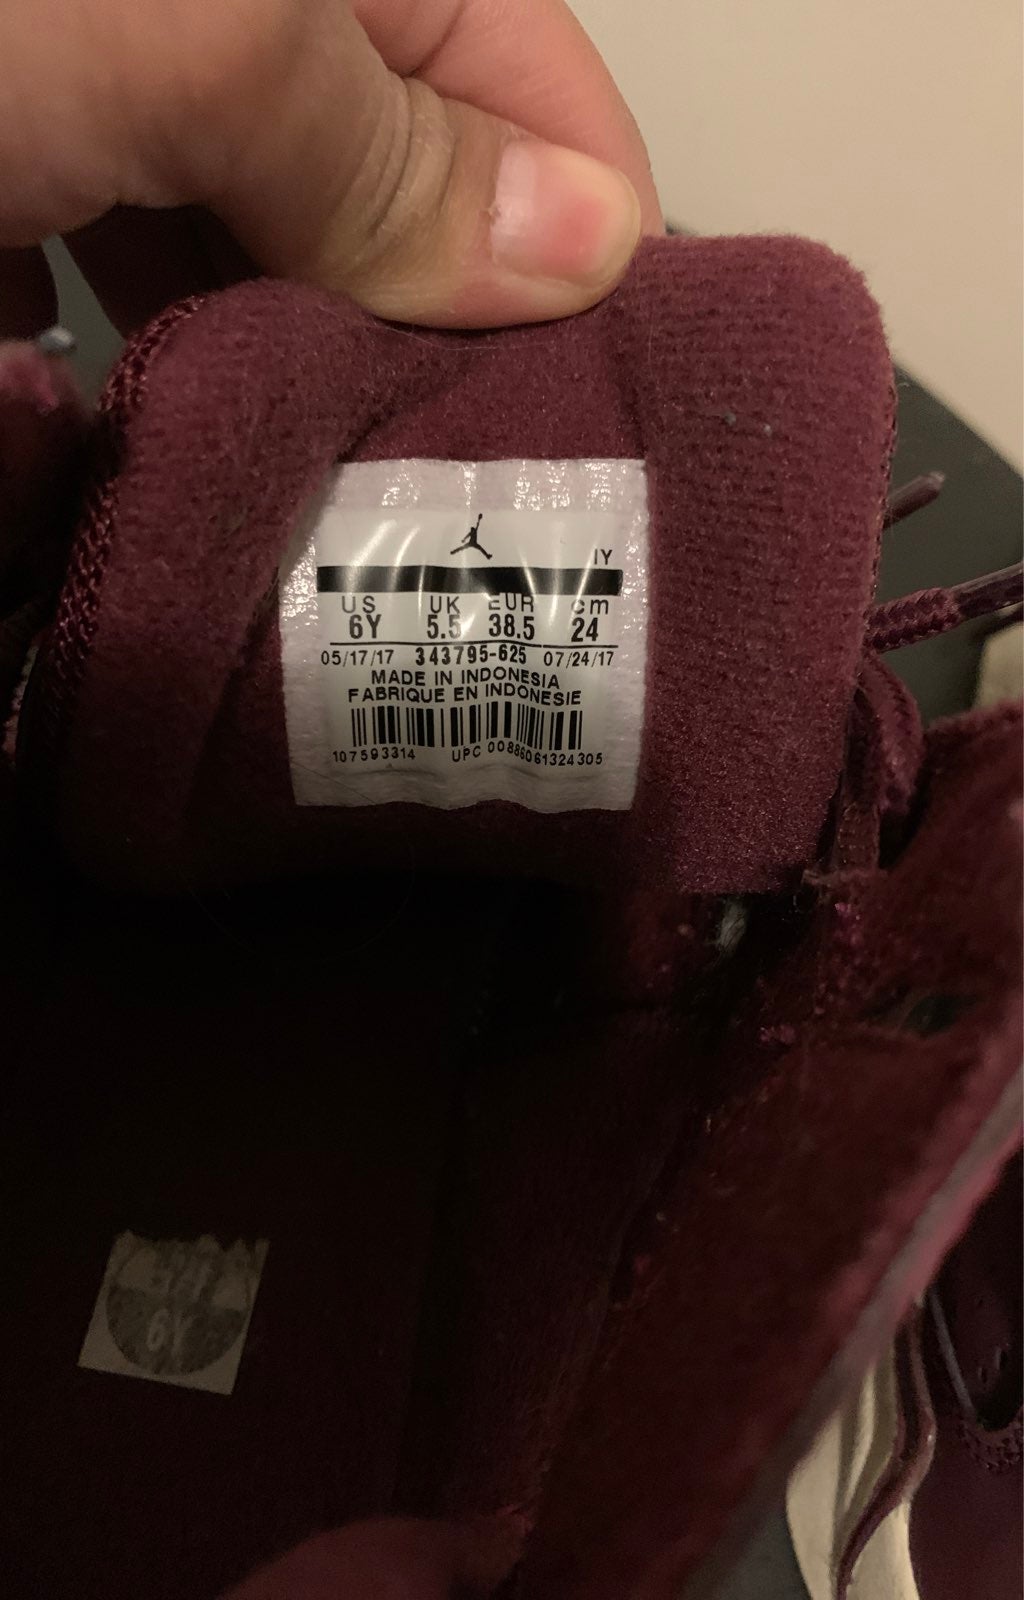 IY
US UK EUR cm
6Y 5.5 38.5 24
05/17/17 343795-625 07/24/17
MADE IN INDONESIA
FABRIQUE EN INDONESIE
107593314 UPC 00886061324305
6Y